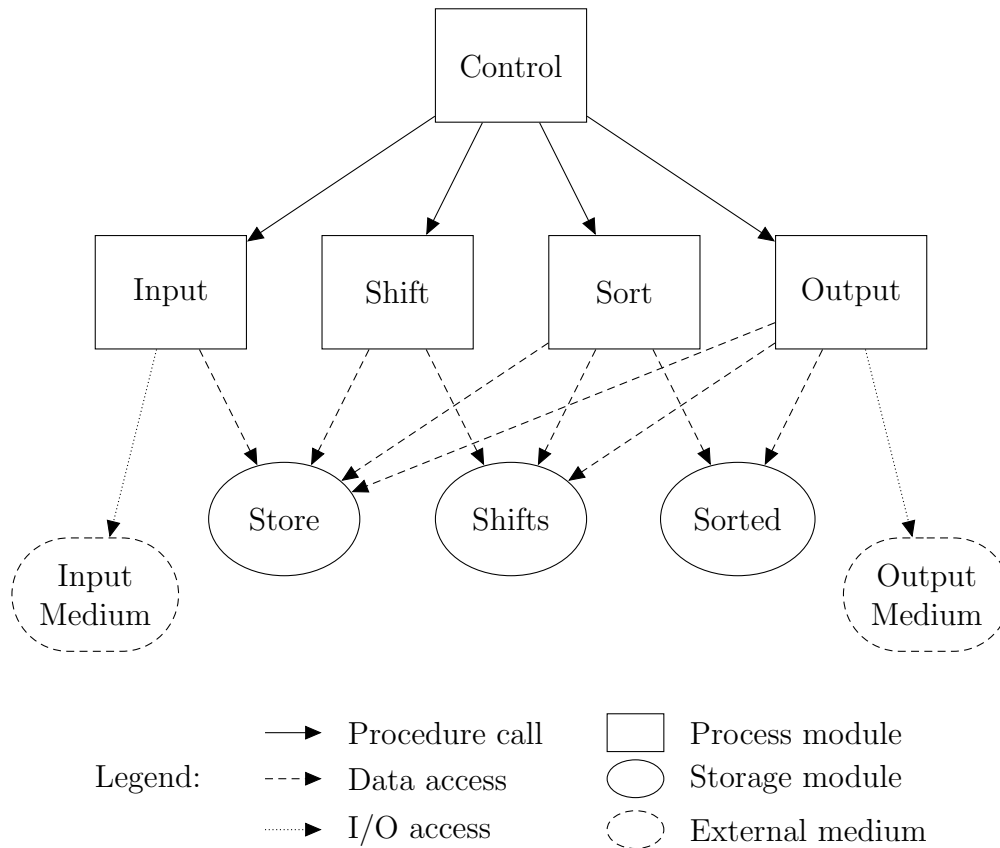 Control
Input
Shift
Sort
Output
Store
Shifts
Sorted
Input
Medium
Output
Medium
Legend:
Procedure call
Data access
I/O access
Process module
Storage module
External medium